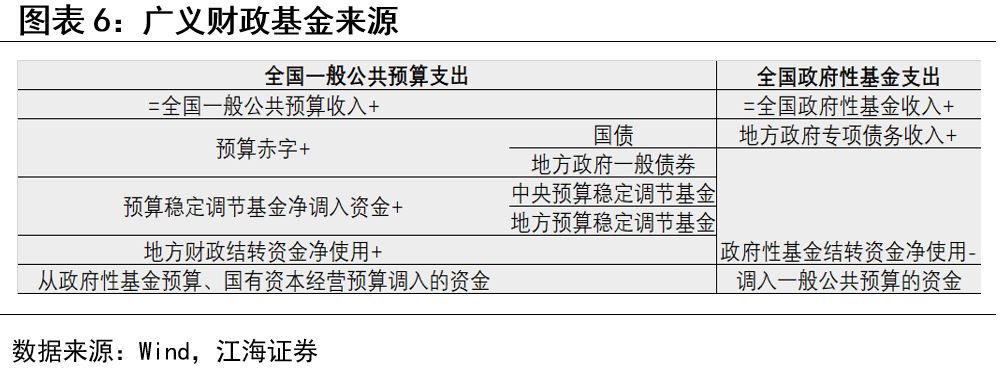 图表6：广义财政基金来源
全国一般公共预算支出 全国政府性基金支出
=全国一般公共预算收入+ =全国政府性基金收入+
预算赤字+ 国债 地方政府专项债务收入+
地方政府一般债券
预算稳定调节基金净调入资金+ 中央预算稳定调节基金
地方预算稳定调节基金
地方财政结转资金净使用+ 政府性基金结转资金净使用-
从政府性基金预算、国有资本经营预算调入的资金 调入一般公共预算的资金
数据来源：Wind，江海证券